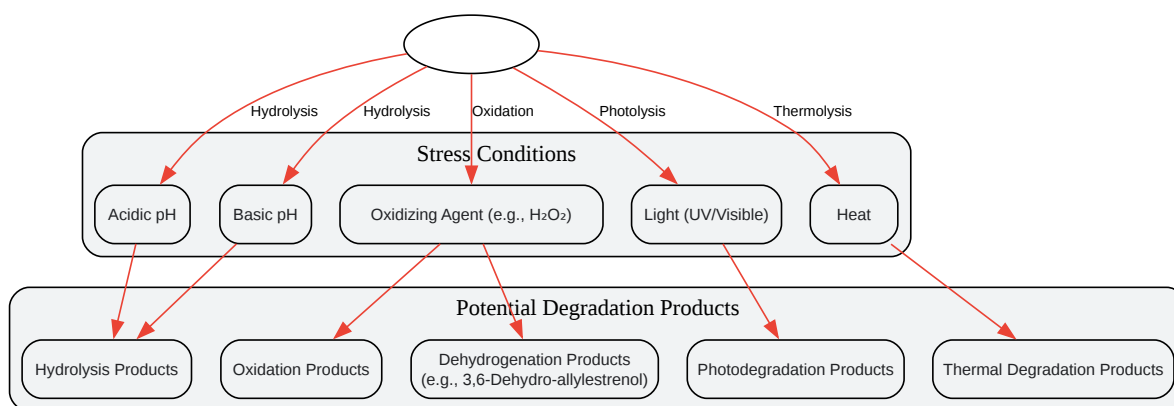 Hydrolysis
Hydrolysis
Oxidation
Photolysis
Thermolysis
Stress Conditions
Acidic pH
Basic pH
Oxidizing Agent (e.g., H₂O₂)
Light (UV/Visible)
Heat
Potential Degradation Products
Hydrolysis Products
Oxidation Products
Dehydrogenation Products
(e.g., 3,6-Dehydro-allylestrenol)
Photodegradation Products
Thermal Degradation Products